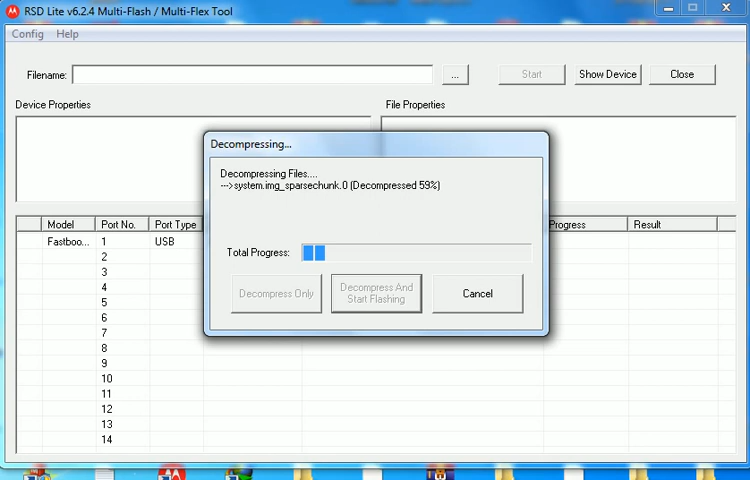 RSD Lite v6.2.4 Multi-Flash / Multi-Flex Tool
Config Help
Filename: ... Start Show Device Close
Device Properties File Properties
Decompressing...
Decompressing Files....
--->system.img_sparsechunk.0 (Decompressed 59%)
Total Progress:
Decompress Only
Decompress And
Start Flashing
Cancel
Model Port No. Port Type Progress Result
Fastboo... 1 USB
2
3
4
5
6
7
8
9
10
11
12
13
14